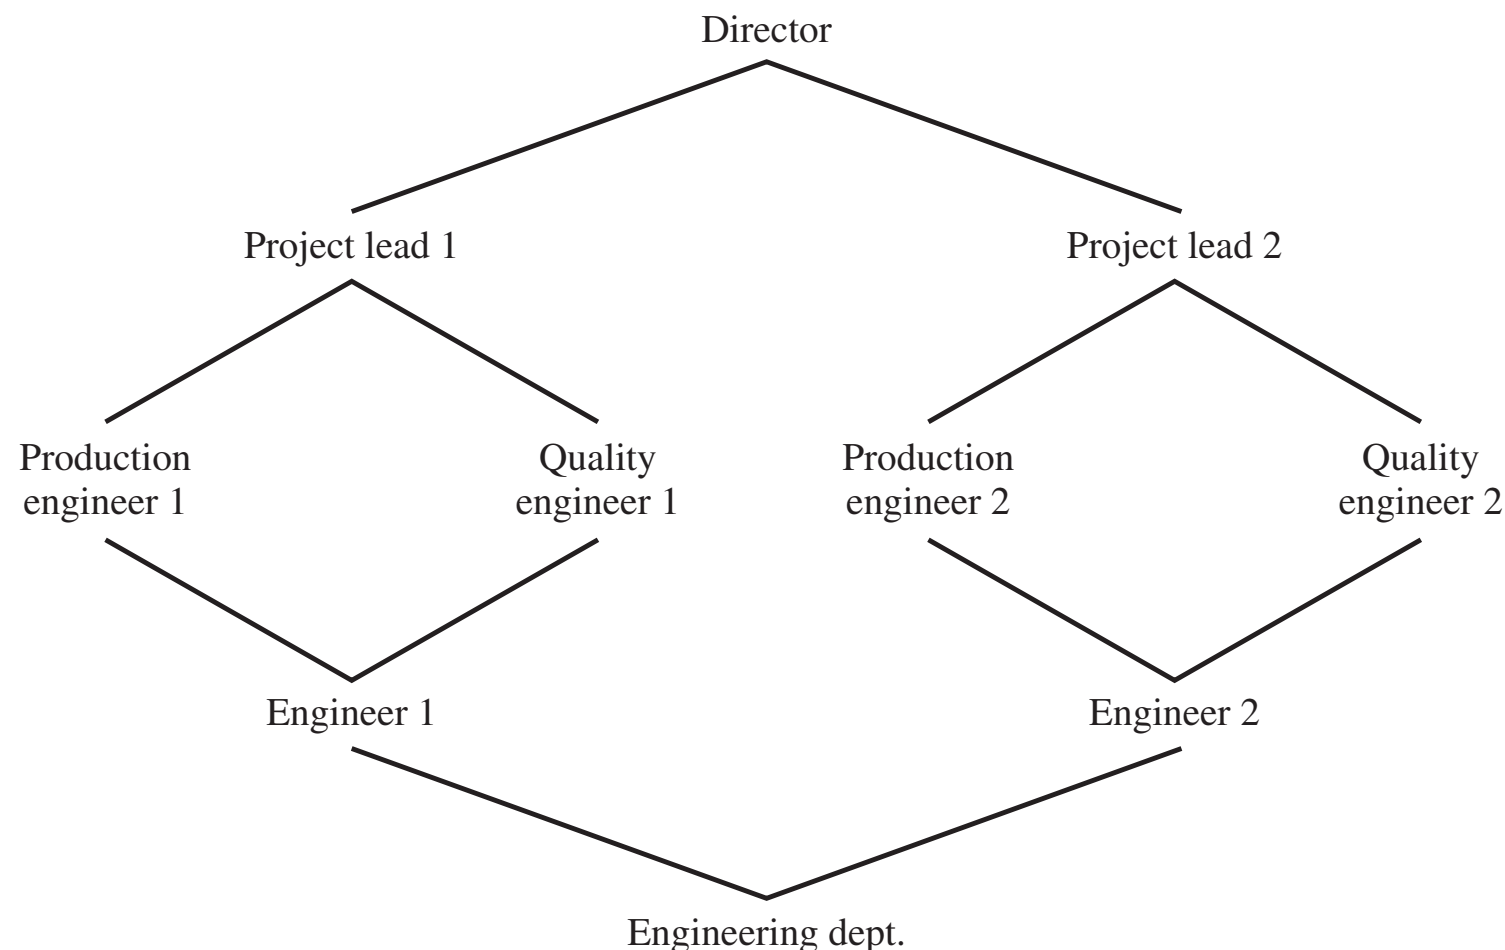 Director
Project lead 1
Project lead 2
Production
engineer 1
Quality
engineer 1
Production
engineer 2
Quality
engineer 2
Engineer 1
Engineer 2
Engineering dept.